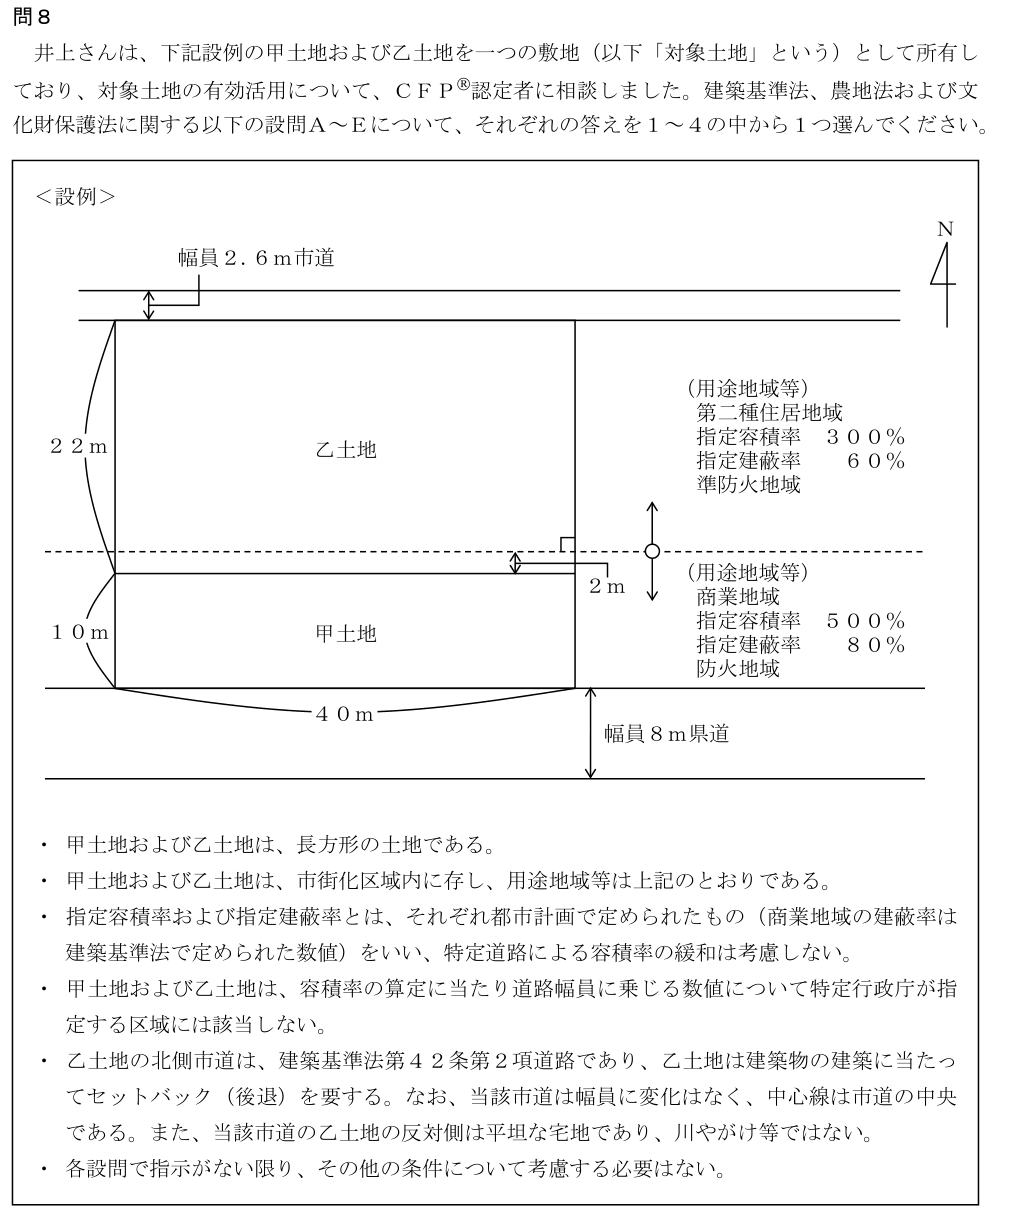 問8
井上さんは、下記設例の甲土地および乙土地を一つの敷地（以下「対象土地」という）として所有し
ており、対象土地の有効活用について、ＣＦＰ®認定者に相談しました。建築基準法、農地法および文
化財保護法に関する以下の設問Ａ～Ｅについて、それぞれの答えを１～４の中から１つ選んでください。
＜設例＞
N
幅員２.６ｍ市道
（用途地域等）
第二種住居地域
指定容積率　３００％
指定建蔽率　６０％
準防火地域
２２ｍ
乙土地
２ｍ
（用途地域等）
商業地域
指定容積率　５００％
指定建蔽率　８０％
防火地域
１０ｍ
甲土地
４０ｍ
幅員８ｍ県道
・ 甲土地および乙土地は、長方形の土地である。
・ 甲土地および乙土地は、市街化区域内に存し、用途地域等は上記のとおりである。
・ 指定容積率および指定建蔽率とは、それぞれ都市計画で定められたもの（商業地域の建蔽率は
建築基準法で定められた数値）をいい、特定道路による容積率の緩和は考慮しない。
・ 甲土地および乙土地は、容積率の算定に当たり道路幅員に乗じる数値について特定行政庁が指
定する区域には該当しない。
・ 乙土地の北側市道は、建築基準法第４２条第２項道路であり、乙土地は建築物の建築に当たっ
てセットバック（後退）を要する。なお、当該市道は幅員に変化はなく、中心線は市道の中央
である。また、当該市道の乙土地の反対側は平坦な宅地であり、川やがけ等ではない。
・ 各設問で指示がない限り、その他の条件について考慮する必要はない。